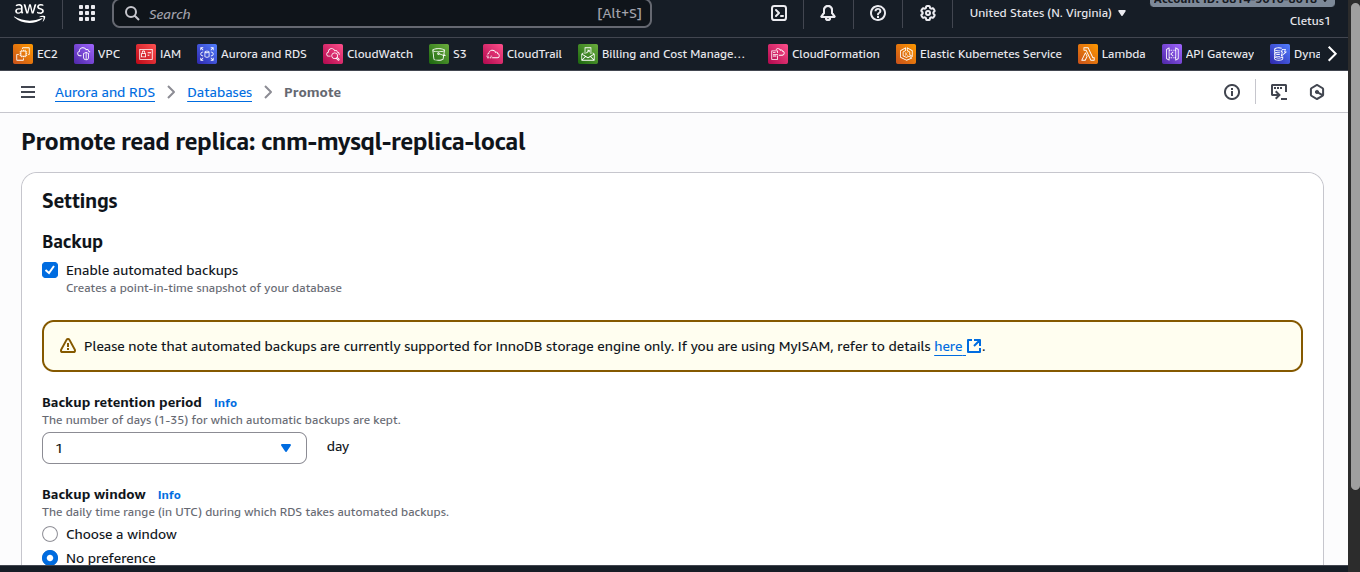 aws
Search
[Alt+S]
United States (N. Virginia)
Cletus1
EC2
VPC
IAM
Aurora and RDS
CloudWatch
S3
CloudTrail
Billing and Cost Manage...
CloudFormation
Elastic Kubernetes Service
Lambda
API Gateway
Dyna
Aurora and RDS > Databases > Promote
Promote read replica: cnm-mysql-replica-local
Settings
Backup
Enable automated backups
Creates a point-in-time snapshot of your database
Please note that automated backups are currently supported for InnoDB storage engine only. If you are using MyISAM, refer to details here.
Backup retention period Info
The number of days (1-35) for which automatic backups are kept.
1 day
Backup window Info
The daily time range (in UTC) during which RDS takes automated backups.
Choose a window
No preference